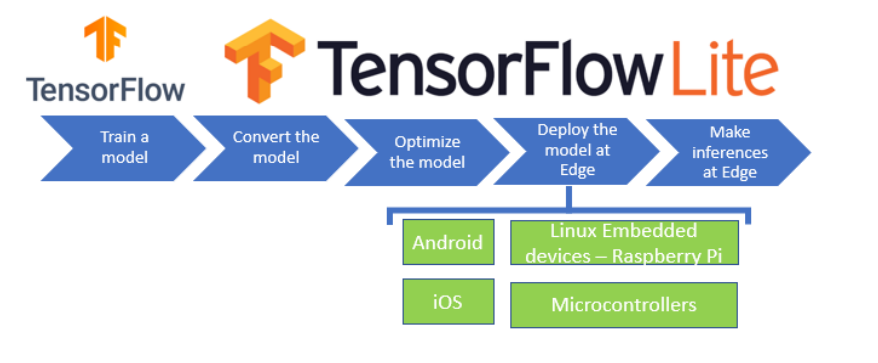 TensorFlow
TensorFlow Lite
Train a
model
Convert the
model
Optimize
the model
Deploy the
model at
Edge
Make
inferences
at Edge
Android
Linux Embedded
devices – Raspberry Pi
iOS
Microcontrollers